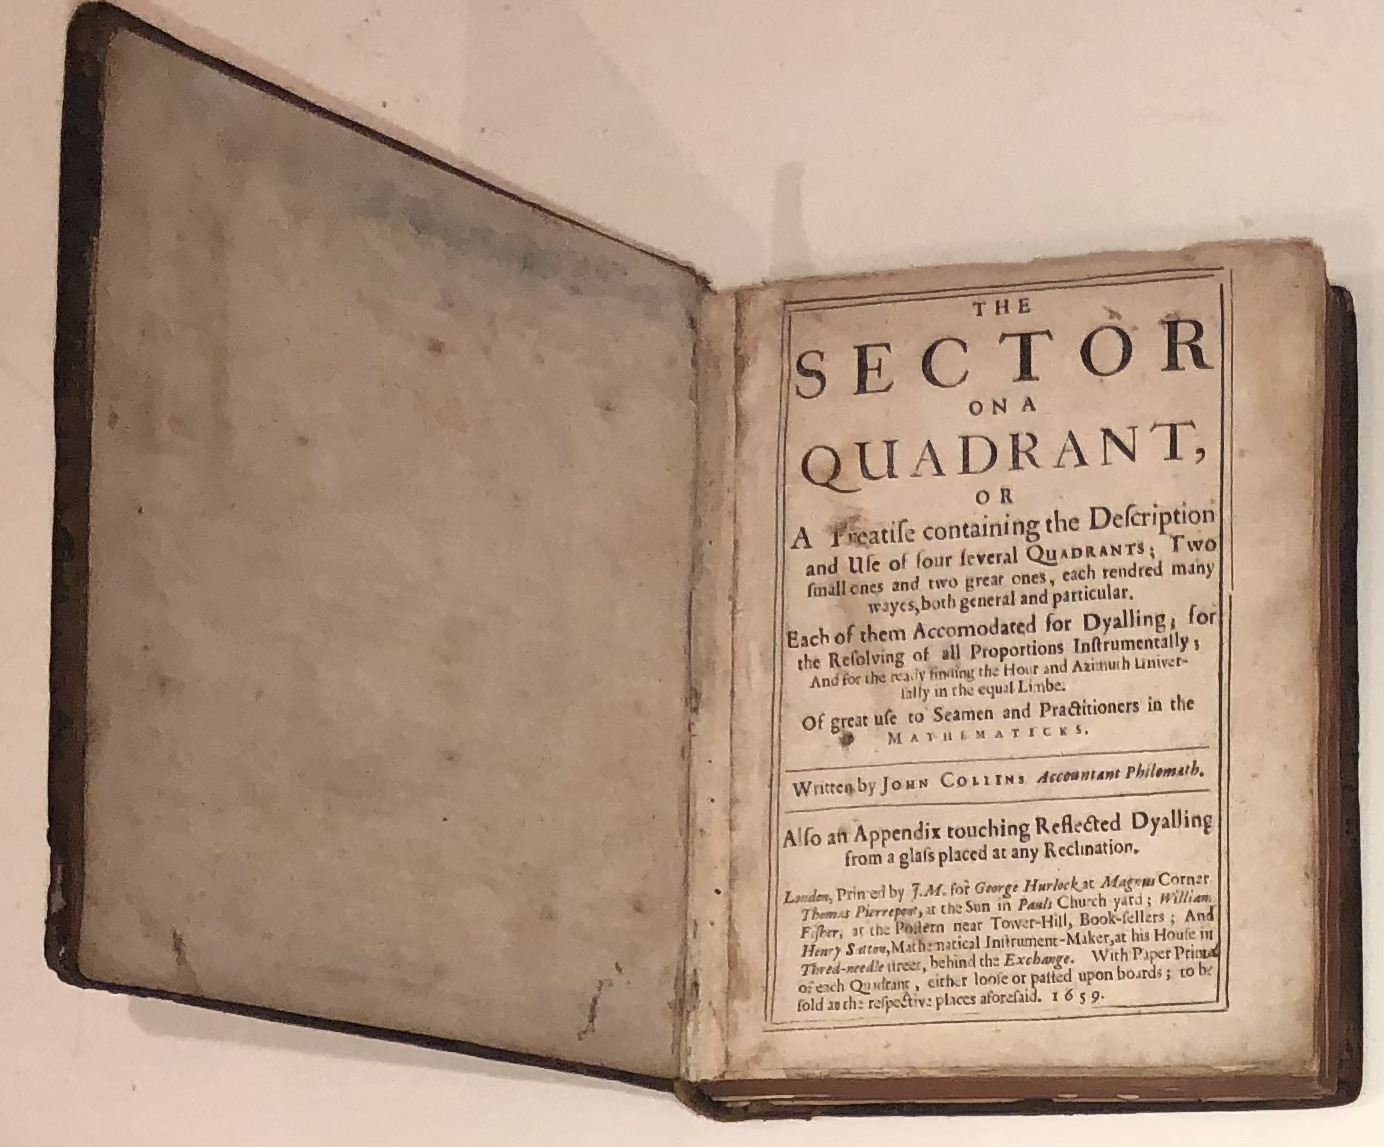 THE
SECTOR
ON A
QUADRANT,
OR
A Treatiſe containing the Deſcription
and Uſe of four ſeveral QUADRANTS; Two
ſmall ones and two great ones, each rendred many
wayes, both general and particular.
Each of them Accomodated for Dyalling; for
the Reſolving of all Proportions Inſtrumentally;
And for the ready finding the Hour and Azimuth Univer-
ſally in the equal Limbe.
Of great uſe to Seamen and Practitioners in the
MATHEMATICKS.
Written by JOHN COLLINS Accountant Philomath.
Alſo an Appendix touching Reflected Dyalling
from a glaſs placed at any Reclination.
London, Printed by J.M. for George Hurlock at Magnus Corner
Thomas Pierrepont, at the Sun in Pauls Church yard; William
Fiſher, at the Poſtern near Tower-Hill, Book-ſellers; And
Henry Sutton, Mathematical Inſtrument-Maker, at his Houſe in
Thred-needle ſtreet, behind the Exchange. With Paper Prints
of each Quadrant, either looſe or paſted upon boards; to be
ſold at the reſpective places aforeſaid. 1659.